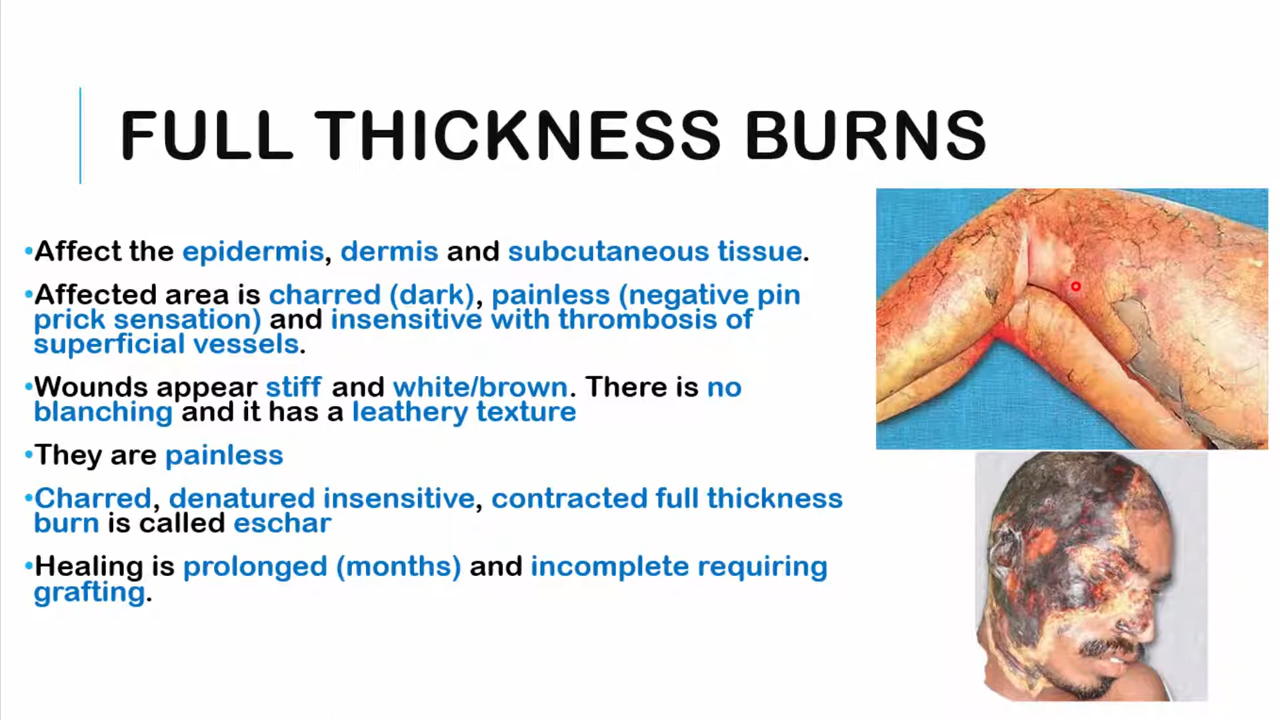 FULL THICKNESS BURNS
•Affect the epidermis, dermis and subcutaneous tissue.
•Affected area is charred (dark), painless (negative pin
prick sensation) and insensitive with thrombosis of
superficial vessels.
•Wounds appear stiff and white/brown. There is no
blanching and it has a leathery texture
•They are painless
•Charred, denatured insensitive, contracted full thickness
burn is called eschar
•Healing is prolonged (months) and incomplete requiring
grafting.